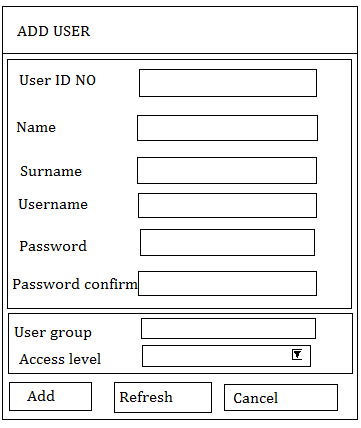 ADD USER
User ID NO
Name
Surname
Username
Password
Password confirm
User group
Access level
Add
Refresh
Cancel